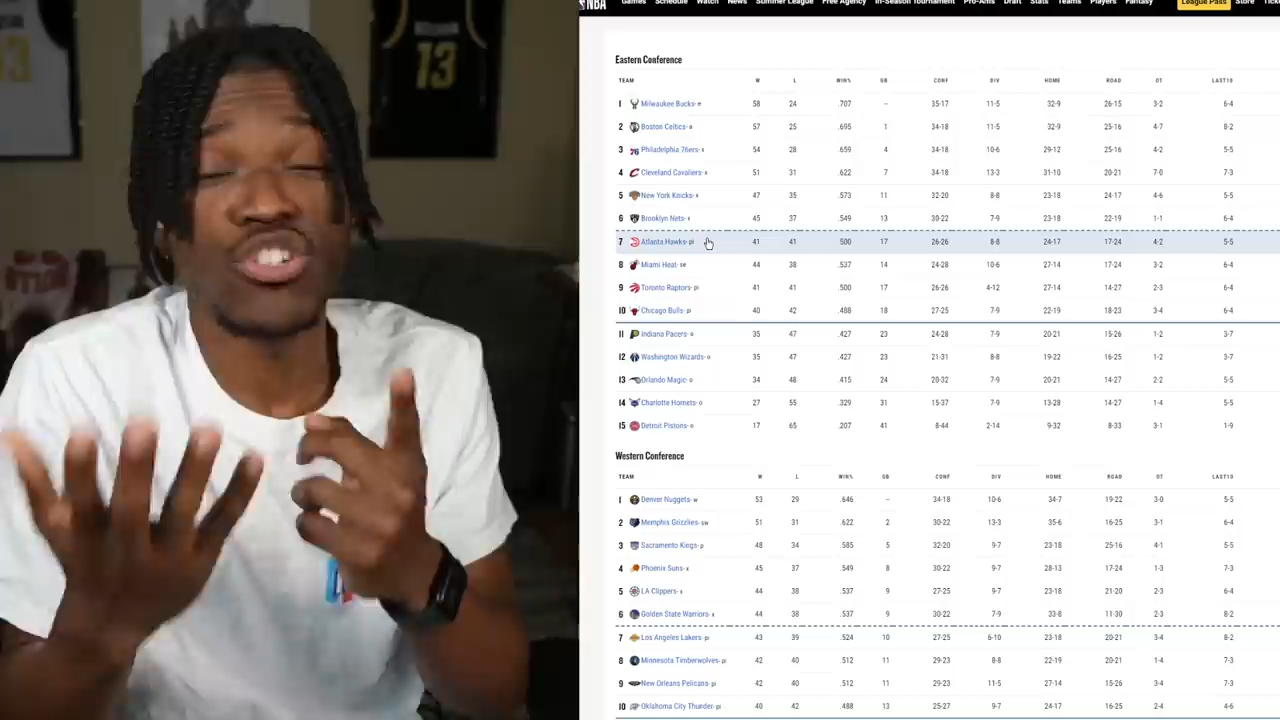 NBA Games Schedule Watch News Summer League Free Agency In-Season Tournament Pro-Ams Draft Stats Teams Players Fantasy League Pass Store
13
Eastern Conference
TEAM W L WIN% GB CONF DIV HOME ROAD OT LAST10
1 Milwaukee Bucks 58 24 .707 -- 35-17 11-5 32-9 26-15 3-2 6-4
2 Boston Celtics 57 25 .695 1 34-18 11-5 32-9 25-16 4-7 8-2
3 Philadelphia 76ers - x 54 28 .659 4 34-18 10-6 29-12 25-16 4-2 5-5
4 Cleveland Cavaliers - x 51 31 .622 7 34-18 13-3 31-10 20-21 7-0 7-3
5 New York Knicks - x 47 35 .573 11 32-20 8-8 23-18 24-17 4-6 5-5
6 Brooklyn Nets - x 45 37 .549 13 30-22 7-9 23-18 22-19 1-1 6-4
7 Atlanta Hawks - pi 41 41 .500 17 26-26 8-8 24-17 17-24 4-2 5-5
8 Miami Heat - se 44 38 .537 14 24-28 10-6 27-14 17-24 3-2 6-4
9 Toronto Raptors - pi 41 41 .500 17 26-26 4-12 27-14 14-27 2-3 6-4
10 Chicago Bulls - pi 40 42 .488 18 27-25 7-9 22-19 18-23 3-4 6-4
11 Indiana Pacers - o 35 47 .427 23 24-28 7-9 20-21 15-26 1-2 3-7
12 Washington Wizards - o 35 47 .427 23 21-31 8-8 19-22 16-25 1-2 3-7
13 Orlando Magic - o 34 48 .415 24 20-32 7-9 20-21 14-27 2-2 5-5
14 Charlotte Hornets - o 27 55 .329 31 15-37 7-9 13-28 14-27 1-4 5-5
15 Detroit Pistons - o 17 65 .207 41 8-44 2-14 9-32 8-33 3-1 1-9
Western Conference
TEAM W L WIN% GB CONF DIV HOME ROAD OT LAST10
1 Denver Nuggets - w 53 29 .646 -- 34-18 10-6 34-7 19-22 3-0 5-5
2 Memphis Grizzlies - sw 51 31 .622 2 30-22 13-3 35-6 16-25 3-1 6-4
3 Sacramento Kings - p 48 34 .585 5 32-20 9-7 23-18 25-16 4-1 5-5
4 Phoenix Suns - x 45 37 .549 8 30-22 9-7 28-13 17-24 1-3 7-3
5 LA Clippers - x 44 38 .537 9 27-25 9-7 23-18 21-20 2-3 6-4
6 Golden State Warriors - x 44 38 .537 9 30-22 7-9 33-8 11-30 2-3 8-2
7 Los Angeles Lakers - pi 43 39 .524 10 27-25 6-10 23-18 20-21 3-4 8-2
8 Minnesota Timberwolves - pi 42 40 .512 11 29-23 8-8 22-19 20-21 1-4 7-3
9 New Orleans Pelicans - pi 42 40 .512 11 29-23 11-5 27-14 15-26 3-4 7-3
10 Oklahoma City Thunder - pi 40 42 .488 13 25-27 9-7 24-17 16-25 2-4 4-6